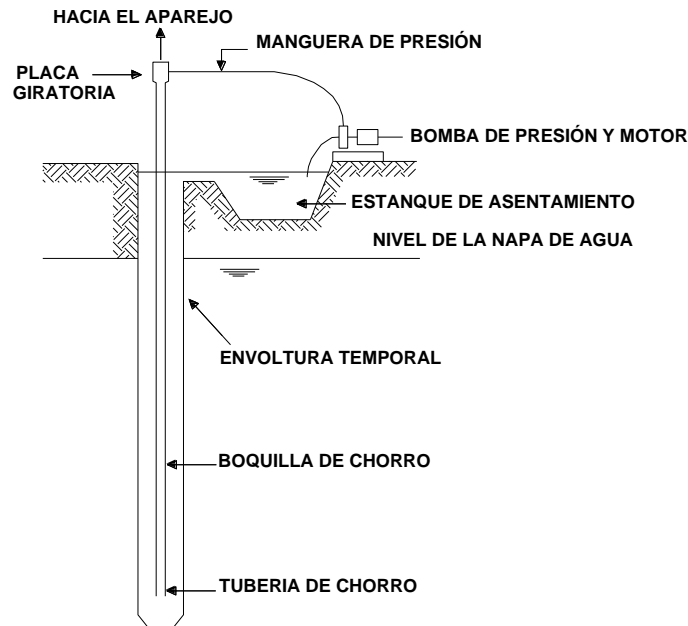 HACIA EL APAREJO
MANGUERA DE PRESIÓN
PLACA
GIRATORIA
BOMBA DE PRESIÓN Y MOTOR
ESTANQUE DE ASENTAMIENTO
NIVEL DE LA NAPA DE AGUA
ENVOLTURA TEMPORAL
BOQUILLA DE CHORRO
TUBERIA DE CHORRO